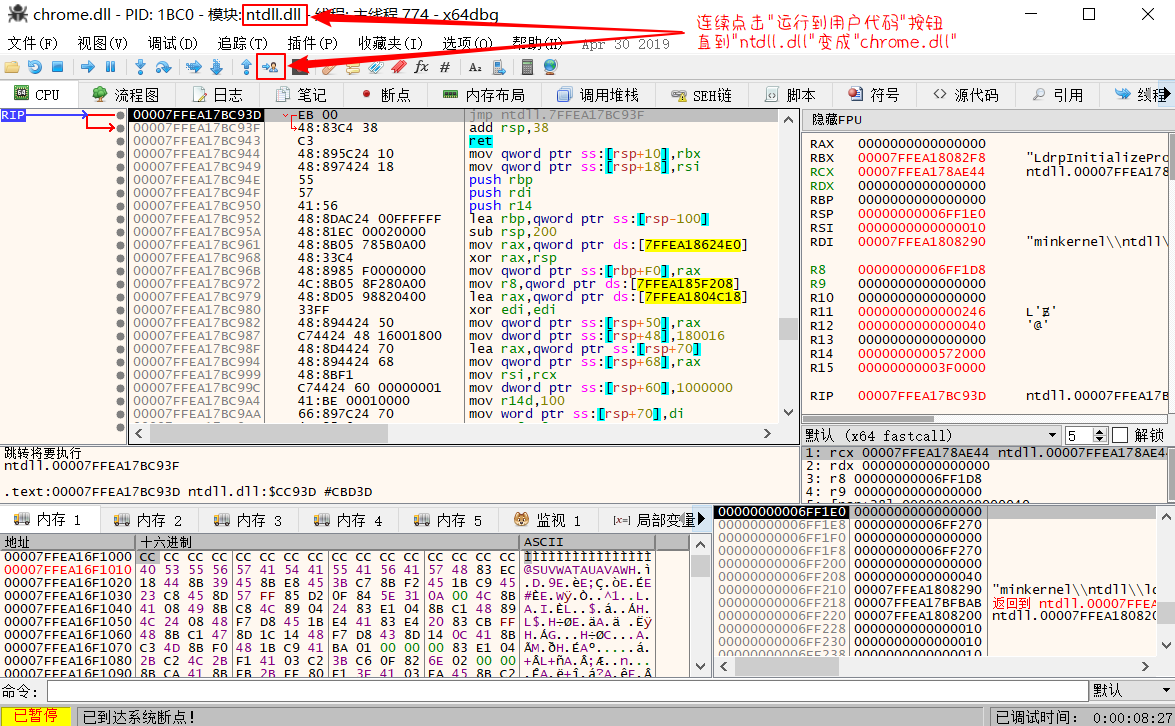 chrome.dll - PID: 1BC0 - 模块: ntdll.dll - 线程: 主线程 774 - x64dbg
连续点击"运行到用户代码"按钮
直到"ntdll.dll"变成"chrome.dll"
文件(F) 视图(V) 调试(D) 追踪(T) 插件(P) 收藏夹(I) 选项(O) 帮助(H) Apr 30 2019
CPU 流程图 日志 笔记 断点 内存布局 调用堆栈 SEH链 脚本 符号 源代码 引用 线程
RIP
00007FFEA17BC93D EB 00 jmp ntdll.7FFEA17BC93F
00007FFEA17BC93F 48:83C4 38 add rsp,38
00007FFEA17BC943 C3 ret
00007FFEA17BC944 48:895C24 10 mov qword ptr ss:[rsp+10],rbx
00007FFEA17BC949 48:897424 18 mov qword ptr ss:[rsp+18],rsi
00007FFEA17BC94E 55 push rbp
00007FFEA17BC94F 57 push rdi
00007FFEA17BC950 41:56 push r14
00007FFEA17BC952 48:8DAC24 00FFFFFF lea rbp,qword ptr ss:[rsp-100]
00007FFEA17BC95A 48:81EC 00020000 sub rsp,200
00007FFEA17BC961 48:8B05 785B0A00 mov rax,qword ptr ds:[7FFEA18624E0]
00007FFEA17BC968 48:33C4 xor rax,rsp
00007FFEA17BC96B 48:8985 F0000000 mov qword ptr ss:[rbp+F0],rax
00007FFEA17BC972 4C:8B05 8F280A00 mov r8,qword ptr ds:[7FFEA185F208]
00007FFEA17BC979 48:8D05 98820400 lea rax,qword ptr ds:[7FFEA1804C18]
00007FFEA17BC980 33FF xor edi,edi
00007FFEA17BC982 48:894424 50 mov qword ptr ss:[rsp+50],rax
00007FFEA17BC987 C74424 48 16001800 mov dword ptr ss:[rsp+48],180016
00007FFEA17BC98F 48:8D4424 70 lea rax,qword ptr ss:[rsp+70]
00007FFEA17BC994 48:894424 68 mov qword ptr ss:[rsp+68],rax
00007FFEA17BC999 48:8BF1 mov rsi,rcx
00007FFEA17BC99C C74424 60 00000001 mov dword ptr ss:[rsp+60],1000000
00007FFEA17BC9A4 41:BE 00010000 mov r14d,100
00007FFEA17BC9AA 66:897C24 70 mov word ptr ss:[rsp+70],di
隐藏FPU
RAX 0000000000000000
RBX 00007FFEA18082F8 "LdrpInitializePro
RCX 00007FFEA178AE44 ntdll.00007FFEA178
RDX 0000000000000000
RBP 0000000000000000
RSP 00000000006FF1E0
RSI 0000000000000010
RDI 00007FFEA1808290 "minkernel\\ntdll\
R8 00000000006FF1D8
R9 0000000000000000
R10 0000000000000000
R11 0000000000000246
R12 0000000000000040 '@'
R13 0000000000000000
R14 0000000000572000
R15 0000000003F0000
RIP 00007FFEA17BC93D ntdll.00007FFEA17B
默认 (x64 fastcall) 5 解锁
1: rcx 00007FFEA178AE44 ntdll.00007FFEA178AE44
2: rdx 0000000000000000
3: r8 00000000006FF1D8
4: r9 0000000000000000
跳转将要执行
ntdll.00007FFEA17BC93F
.text:00007FFEA17BC93D ntdll.dll:$CC93D #CBD3D
内存 1 内存 2 内存 3 内存 4 内存 5 监视 1 [x=] 局部变量
地址 十六进制 ASCII
00007FFEA16F1000 CC CC CC CC CC CC CC CC CC CC CC CC CC CC CC CC ÌÌÌÌÌÌÌÌÌÌÌÌÌÌÌÌ
00007FFEA16F1010 40 53 55 56 57 41 54 41 55 41 56 41 57 48 83 EC @SUVWATAUAVAWH.ì
00007FFEA16F1020 18 44 8B 39 45 8B E8 45 3B C7 8B F2 45 1B C9 45
00007FFEA16F1030 23 C8 45 8D 57 FF 85 D2 0F 84 5E 31 0A 00 4C 8B
00007FFEA16F1040 41 08 49 8B C8 4C 89 04 24 83 E1 04 8B C1 48 89
00007FFEA16F1050 4C 24 08 48 F7 D8 45 1B E4 41 83 E4 20 83 CB FF
00007FFEA16F1060 48 8B C1 47 8D 1C 14 48 F7 D8 43 8D 14 0C 41 8B
00007FFEA16F1070 C3 4D 8B F0 48 1B C9 41 BA 01 00 00 00 83 E1 04
00007FFEA16F1080 2B C2 4C 2B F1 41 03 C2 3B C6 0F 82 6E 02 00 00
00000000006FF1E0 0000000000000000
00000000006FF1E8 00000000006FF270
00000000006FF1F0 0000000000000000
00000000006FF1F8 00000000006FF270
00000000006FF200 0000000000000000
00000000006FF208 0000000000000040
00000000006FF210 00007FFEA1808290 "minkernel\\ntdll\\ld
00000000006FF218 00007FFEA17BFBAB 返回到 ntdll.00007FFEA
00000000006FF220 00007FFEA1808200 ntdll.00007FFEA180820
00000000006FF228 0000000000000010
00000000006FF230 0000000000000010
00000000006FF238 0000000000000000
命令: 默认
已暂停 已到达系统断点! 已调试时间: 0:00:08:27